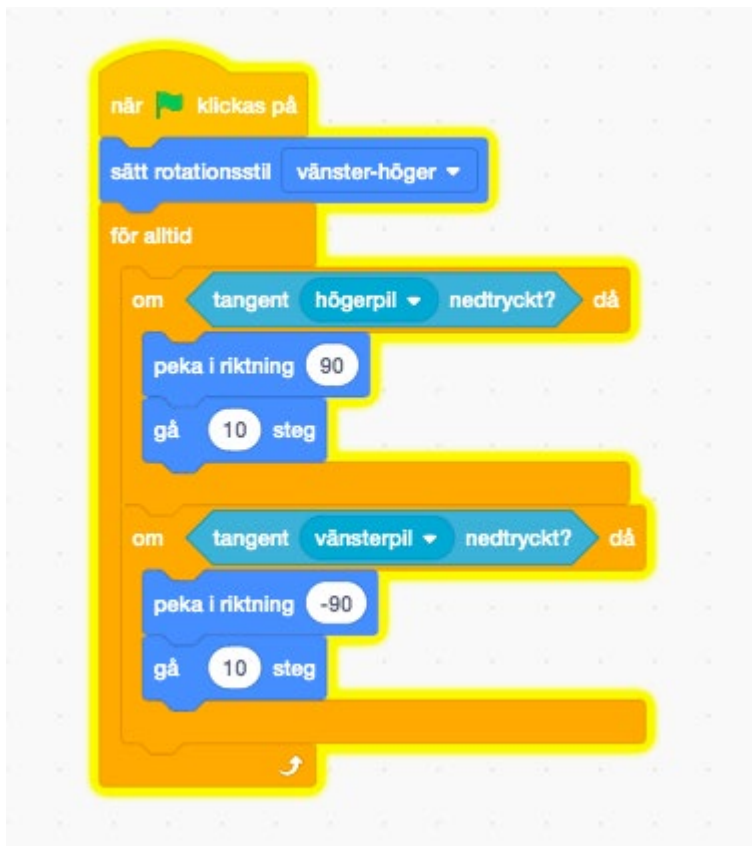 när klickas på
sätt rotationsstil vänster-höger
för alltid
om tangent högerpil nedtryckt? då
peka i riktning 90
gå 10 steg
om tangent vänsterpil nedtryckt? då
peka i riktning -90
gå 10 steg